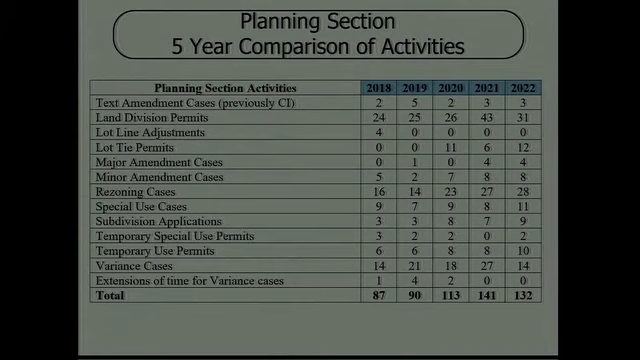 Planning Section
5 Year Comparison of Activities
Planning Section Activities 2018 2019 2020 2021 2022
Text Amendment Cases (previously CI) 2 5 2 3 3
Land Division Permits 24 25 26 43 31
Lot Line Adjustments 4 0 0 0 0
Lot Tie Permits 0 0 11 6 12
Major Amendment Cases 0 1 0 4 4
Minor Amendment Cases 5 2 7 8 8
Rezoning Cases 16 14 23 27 28
Special Use Cases 9 7 9 8 11
Subdivision Applications 3 3 8 7 9
Temporary Special Use Permits 3 2 2 0 2
Temporary Use Permits 6 6 8 8 10
Variance Cases 14 21 18 27 14
Extensions of time for Variance cases 1 4 2 0 0
Total 87 90 113 141 132